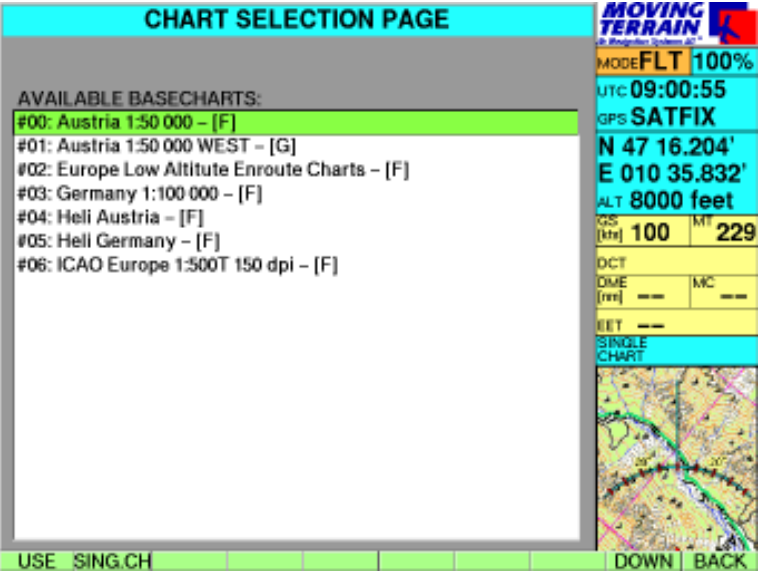 CHART SELECTION PAGE
AVAILABLE BASECHARTS:
#00: Austria 1:50 000 – [F]
#01: Austria 1:50 000 WEST – [G]
#02: Europe Low Altitute Enroute Charts – [F]
#03: Germany 1:100 000 – [F]
#04: Heli Austria – [F]
#05: Heli Germany – [F]
#06: ICAO Europe 1:500T 150 dpi – [F]
MOVING
TERRAIN
Air Navigation Systems AG
MODE FLT 100%
UTC 09:00:55
GPS SATFIX
N 47 16.204'
E 010 35.832'
ALT 8000 feet
GS [kts] 100 MT 229
DCT
DME [nm] –– MC ––
EET ––
SINGLE
CHART
USE SING.CH DOWN BACK